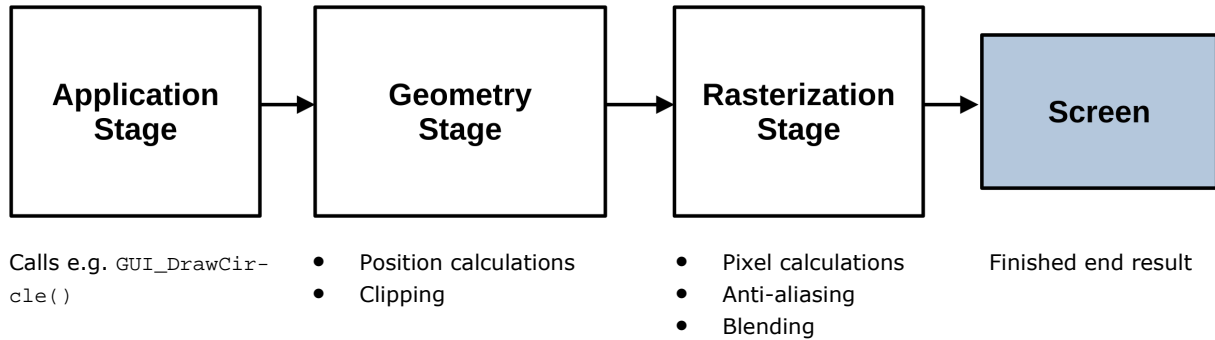 Application
Stage
Geometry
Stage
Rasterization
Stage
Screen
Calls e.g. GUI_DrawCir-
cle()
• Position calculations
• Clipping
• Pixel calculations
• Anti-aliasing
• Blending
Finished end result